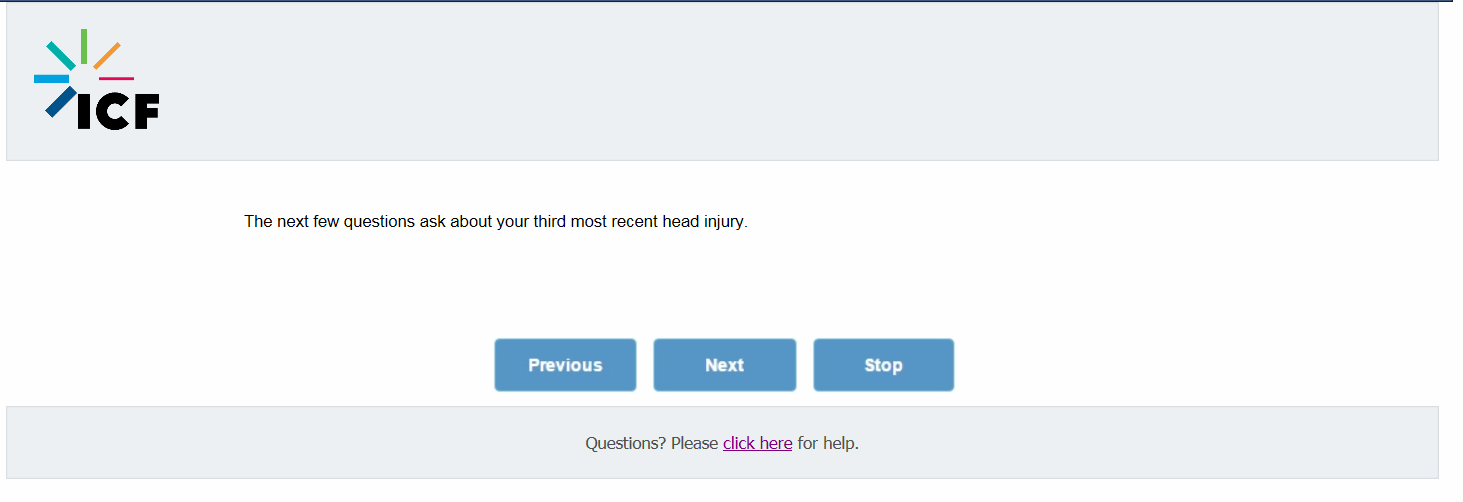 ICF
The next few questions ask about your third most recent head injury.
Previous
Next
Stop
Questions? Please click here for help.